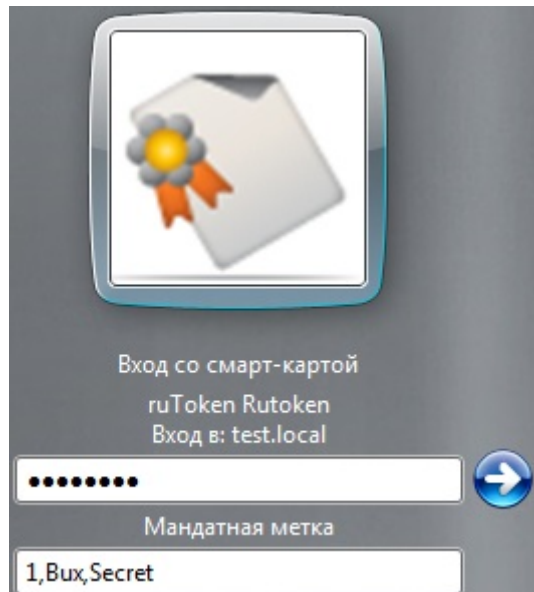 Вход со смарт-картой
ruToken Rutoken
Вход в: test.local
••••••••
Мандатная метка
1,Bux,Secret